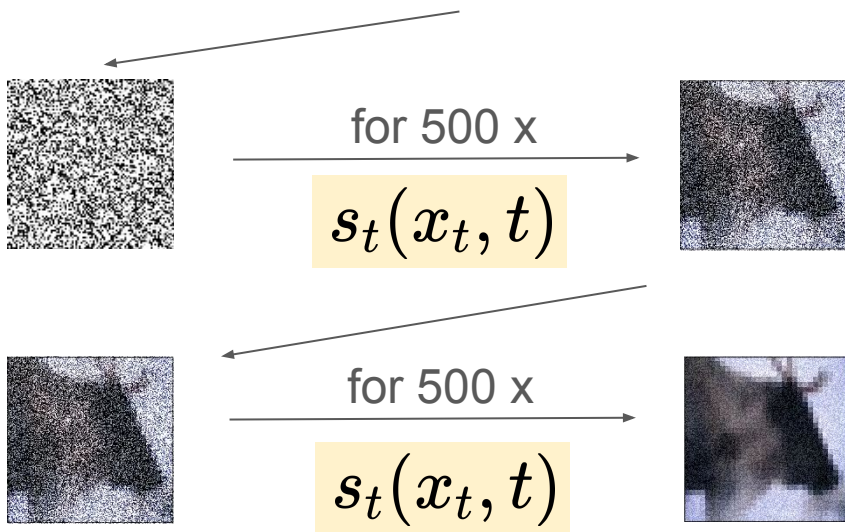 for 500 x
s_t(x_t, t)
for 500 x
s_t(x_t, t)